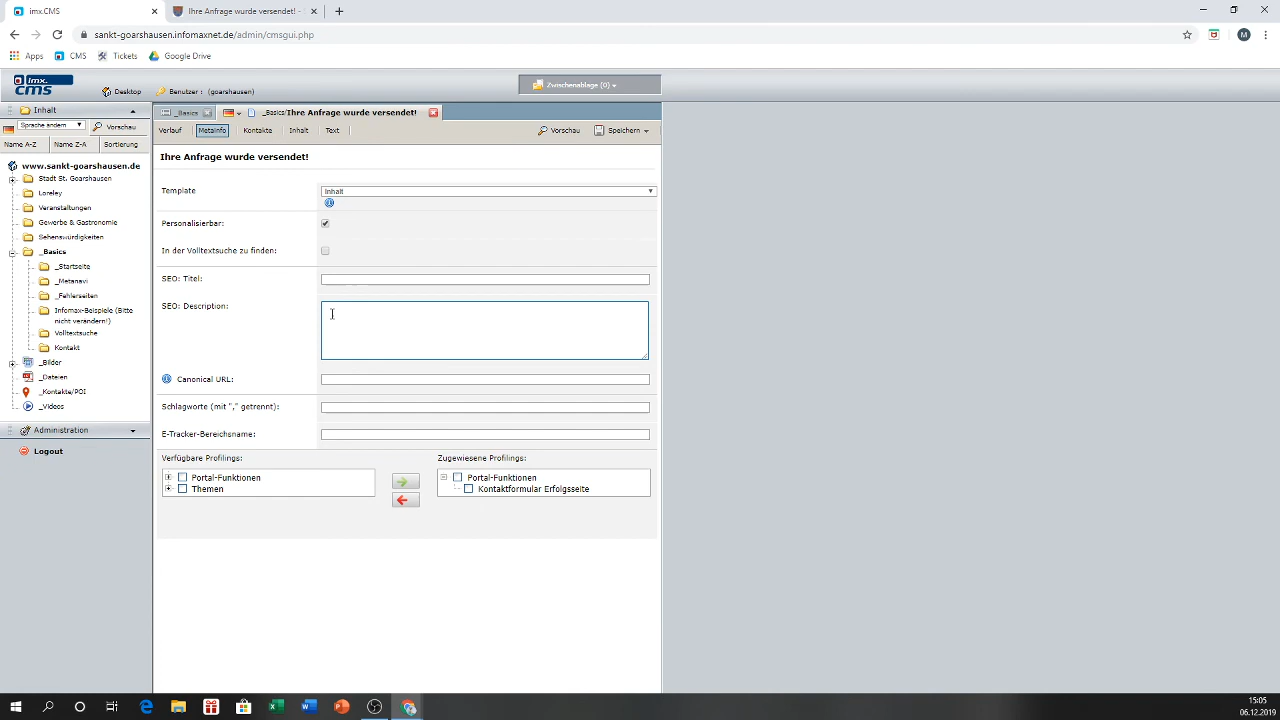 imx.CMS
Ihre Anfrage wurde versendet! -
sankt-goarshausen.infomaxnet.de/admin/cmsgui.php
M
Apps
CMS
Tickets
Google Drive
imx.
CMS
Desktop
Benutzer : (goarshausen)
Zwischenablage (0)
Inhalt
Sprache ändern
Vorschau
Name A-Z
Name Z-A
Sortierung
www.sankt-goarshausen.de
Stadt St. Goarshausen
Loreley
Veranstaltungen
Gewerbe & Gastronomie
Sehenswürdigkeiten
_Basics
_Startseite
_Metanavi
_Fehlerseiten
Infomax-Beispiele (Bitte
nicht verändern!)
Volltextsuche
Kontakt
_Bilder
_Dateien
_Kontakte/POI
_Videos
Administration
Logout
_Basics
_Basics/Ihre Anfrage wurde versendet!
Verlauf
Metainfo
Kontakte
Inhalt
Text
Vorschau
Speichern
Ihre Anfrage wurde versendet!
Template
Inhalt
Personalisierbar:
In der Volltextsuche zu finden:
SEO: Titel:
SEO: Description:
Canonical URL:
Schlagworte (mit "," getrennt):
E-Tracker-Bereichsname:
Verfügbare Profilings:
Portal-Funktionen
Themen
Zugewiesene Profilings:
Portal-Funktionen
Kontaktformular Erfolgsseite
15:05
06.12.2019